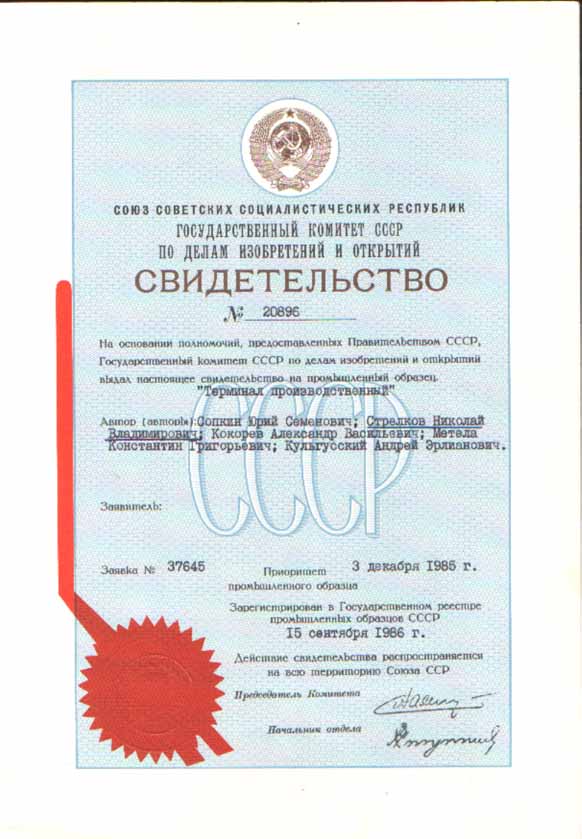 СОЮЗ СОВЕТСКИХ СОЦИАЛИСТИЧЕСКИХ РЕСПУБЛИК
ГОСУДАРСТВЕННЫЙ КОМИТЕТ СССР
ПО ДЕЛАМ ИЗОБРЕТЕНИЙ И ОТКРЫТИЙ
СВИДЕТЕЛЬСТВО
№ 20896
На основании полномочий, предоставленных Правительством СССР,
Государственный комитет СССР по делам изобретений и открытий
выдал настоящее свидетельство на промышленный образец
"Терминал производственный"
СССР
Автор (авторы): Сопкин Юрий Семенович; Стрелков Николай
Владимирович; Кокорев Александр Васильевич; Метела
Константин Григорьевич; Кульгусский Андрей Эрлианович.
Заявитель:
Заявка № 37645 Приоритет 3 декабря 1985 г.
промышленного образца
Зарегистрирован в Государственном реестре
промышленных образцов СССР
15 сентября 1986 г.
Действие свидетельства распространяется
на всю территорию Союза ССР
Председатель Комитета
Начальник отдела